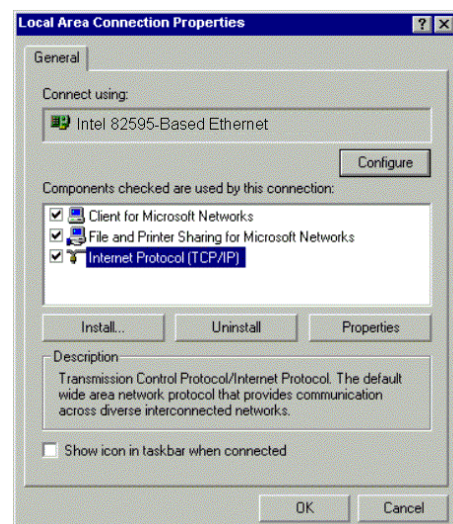 Local Area Connection Properties
General
Connect using:
Intel 82595-Based Ethernet
Configure
Components checked are used by this connection:
Client for Microsoft Networks
File and Printer Sharing for Microsoft Networks
Internet Protocol (TCP/IP)
Install... Uninstall Properties
Description
Transmission Control Protocol/Internet Protocol. The default
wide area network protocol that provides communication
across diverse interconnected networks.
Show icon in taskbar when connected
OK Cancel